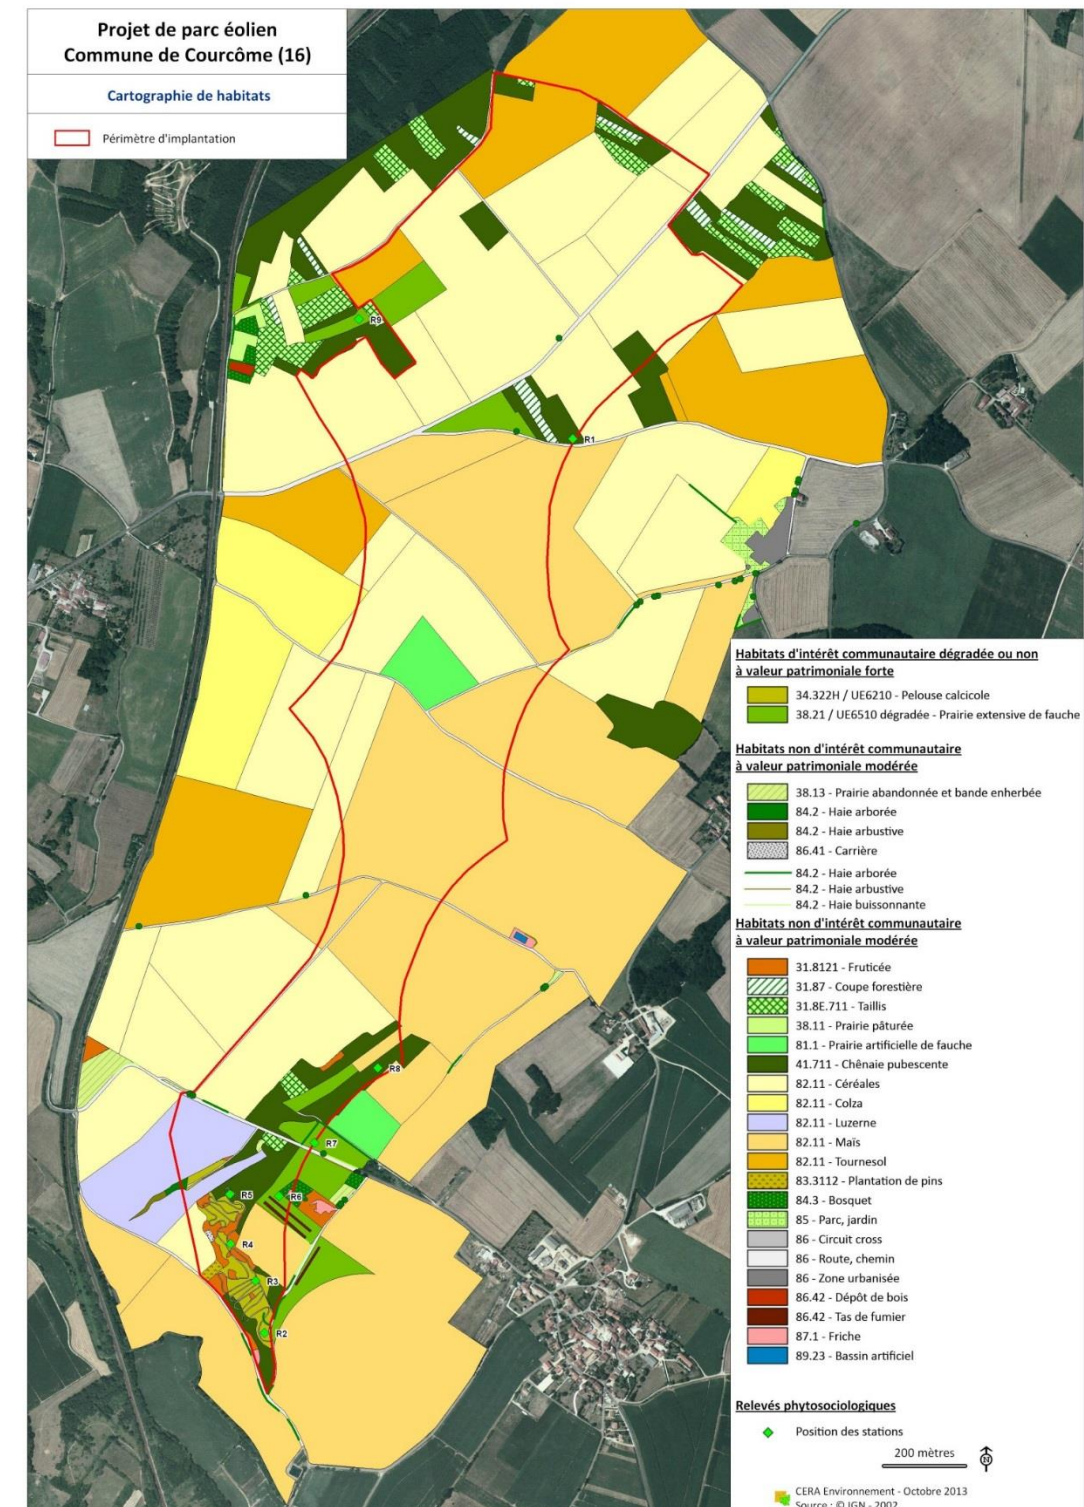 Projet de parc éolien
Commune de Courcôme (16)
Cartographie de habitats
Périmètre d'implantation
R9
R1
R8
R7
R5
R6
R4
R3
R2
Habitats d'intérêt communautaire dégradée ou non
à valeur patrimoniale forte
34.322H / UE6210 - Pelouse calcicole
38.21 / UE6510 dégradée - Prairie extensive de fauche
Habitats non d'intérêt communautaire
à valeur patrimoniale modérée
38.13 - Prairie abandonnée et bande enherbée
84.2 - Haie arborée
84.2 - Haie arbustive
86.41 - Carrière
84.2 - Haie arborée
84.2 - Haie arbustive
84.2 - Haie buissonnante
Habitats non d'intérêt communautaire
à valeur patrimoniale modérée
31.8121 - Fruticée
31.87 - Coupe forestière
31.8E.711 - Taillis
38.11 - Prairie pâturée
81.1 - Prairie artificielle de fauche
41.711 - Chênaie pubescente
82.11 - Céréales
82.11 - Colza
82.11 - Luzerne
82.11 - Maïs
82.11 - Tournesol
83.3112 - Plantation de pins
84.3 - Bosquet
85 - Parc, jardin
86 - Circuit cross
86 - Route, chemin
86 - Zone urbanisée
86.42 - Dépôt de bois
86.42 - Tas de fumier
87.1 - Friche
89.23 - Bassin artificiel
Relevés phytosociologiques
Position des stations
200 mètres
N
CERA Environnement - Octobre 2013
Source : © IGN - 2002